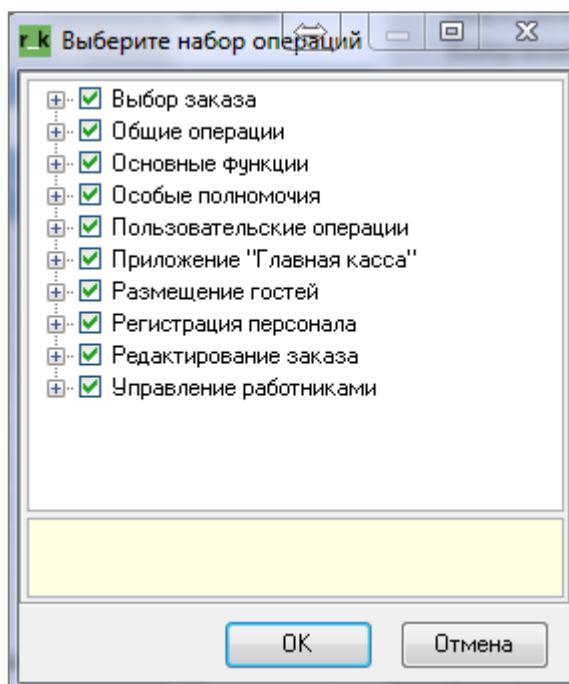 r_k Выберите набор операций
Выбор заказа
Общие операции
Основные функции
Особые полномочия
Пользовательские операции
Приложение "Главная касса"
Размещение гостей
Регистрация персонала
Редактирование заказа
Управление работниками
OK Отмена